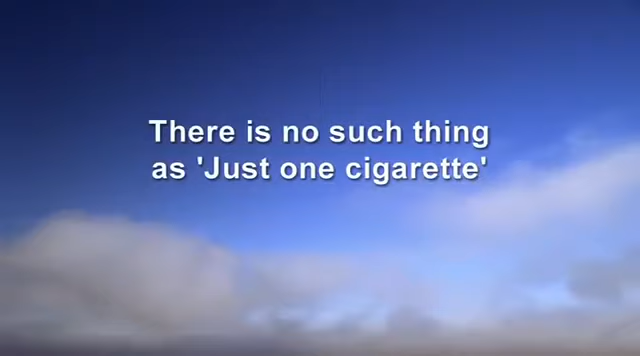 There is no such thing
as 'Just one cigarette'